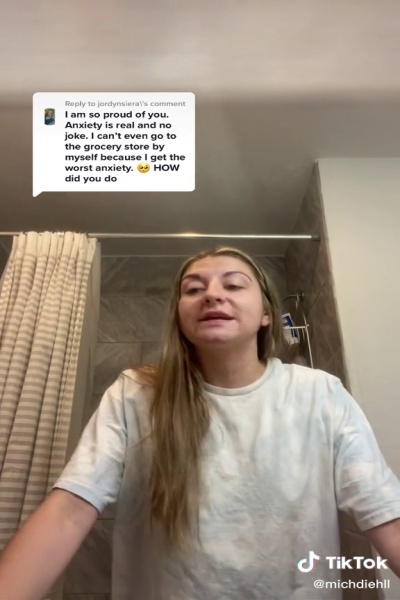 Reply to jordynsiera\'s comment
I am so proud of you.
Anxiety is real and no
joke. I can't even go to
the grocery store by
myself because I get the
worst anxiety. 🥺 HOW
did you do
TikTok
@michdiehll